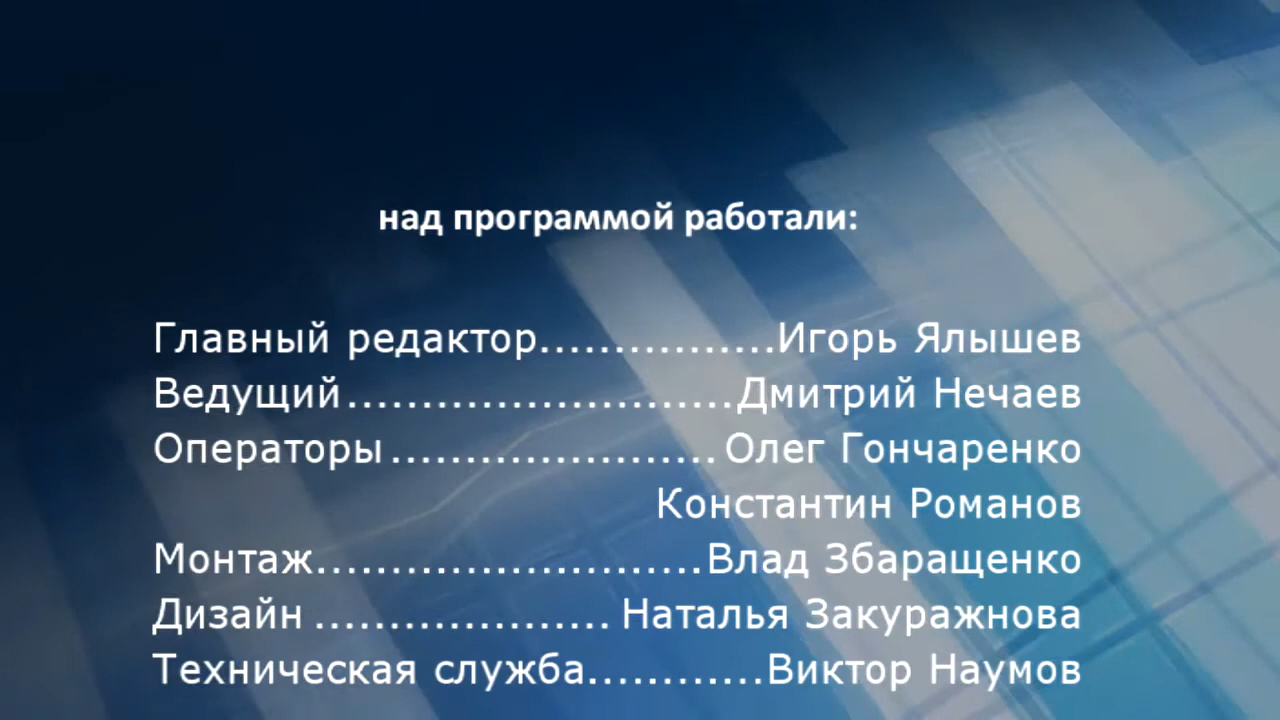 над программой работали:
Главный редактор................Игорь Ялышев
Ведущий..........................Дмитрий Нечаев
Операторы...................... Олег Гончаренко
Константин Романов
Монтаж..........................Влад Збаращенко
Дизайн .................... Наталья Закуражнова
Техническая служба............Виктор Наумов